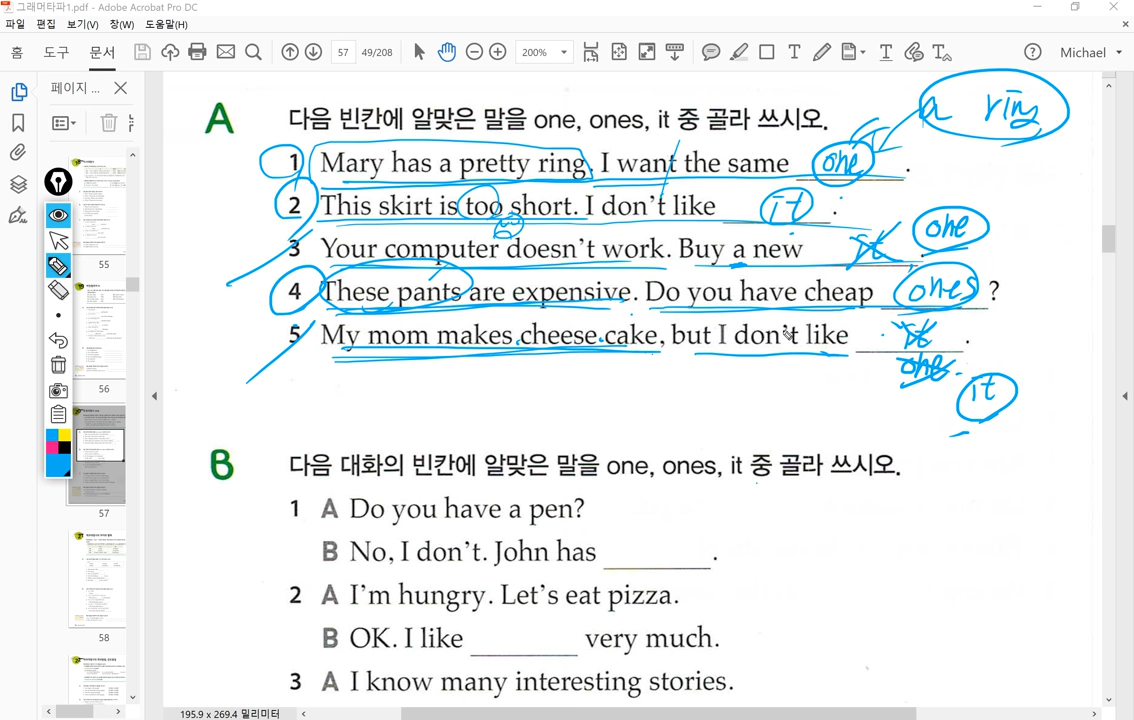 그래머타파1.pdf - Adobe Acrobat Pro DC
파일 편집 보기(V) 창(W) 도움말(H)
홈 도구 문서 57 49/208 200% Michael
페이지 ...
55
56
57
58
A 다음 빈칸에 알맞은 말을 one, ones, it 중 골라 쓰시오. a ring
1 Mary has a pretty ring. I want the same one .
2 This skirt is too short. I don't like it .
3 Your computer doesn't work. Buy a new it . one
4 These pants are expensive. Do you have cheap ones ?
5 My mom makes cheese cake, but I don't like it .
one.
it
B 다음 대화의 빈칸에 알맞은 말을 one, ones, it 중 골라 쓰시오.
1 A Do you have a pen?
B No, I don't. John has ________.
2 A I'm hungry. Let's eat pizza.
B OK. I like ________ very much.
3 A I know many interesting stories.
195.9 x 269.4 밀리미터